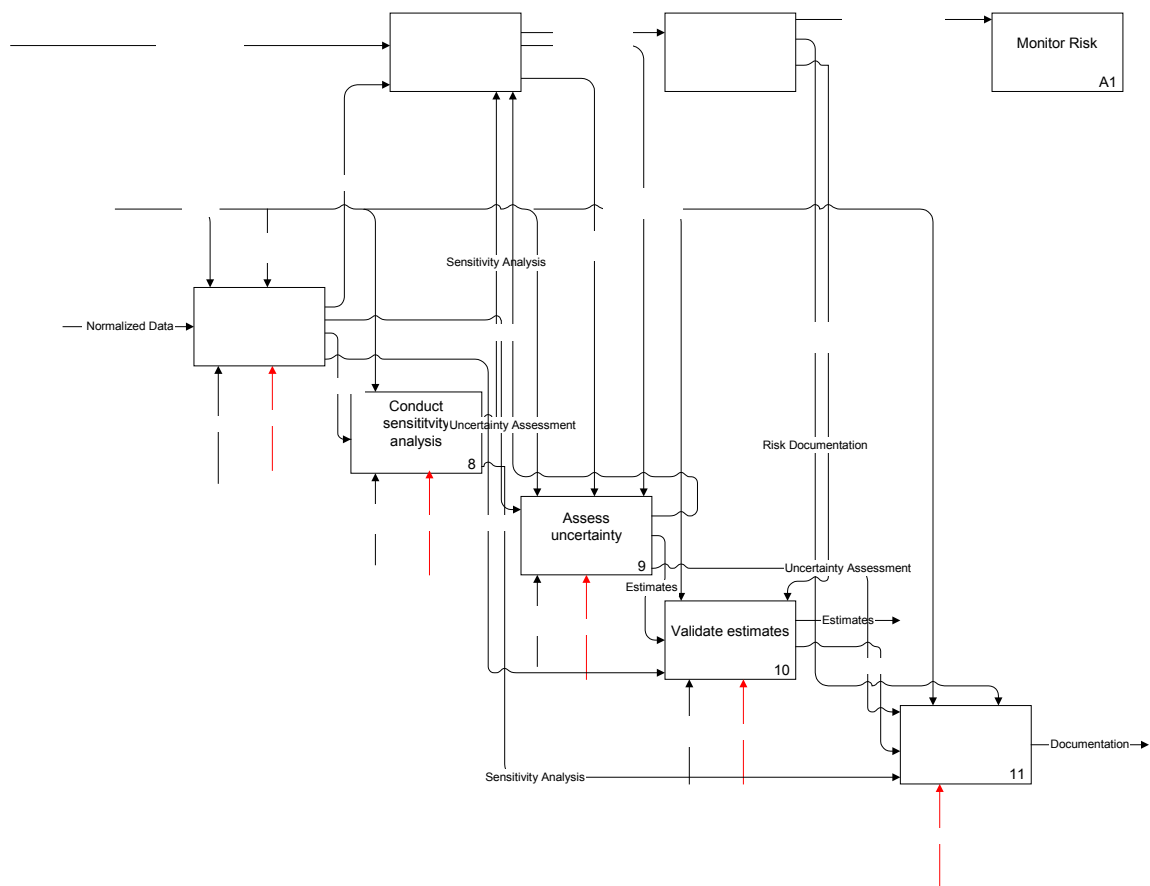 Monitor Risk
A1
Sensitivity Analysis
Normalized Data
Conduct
sensititvity
analysis
8
Uncertainty Assessment
Risk Documentation
Assess
uncertainty
9
Uncertainty Assessment
Estimates
Validate estimates
10
Estimates
Documentation
11
Sensitivity Analysis